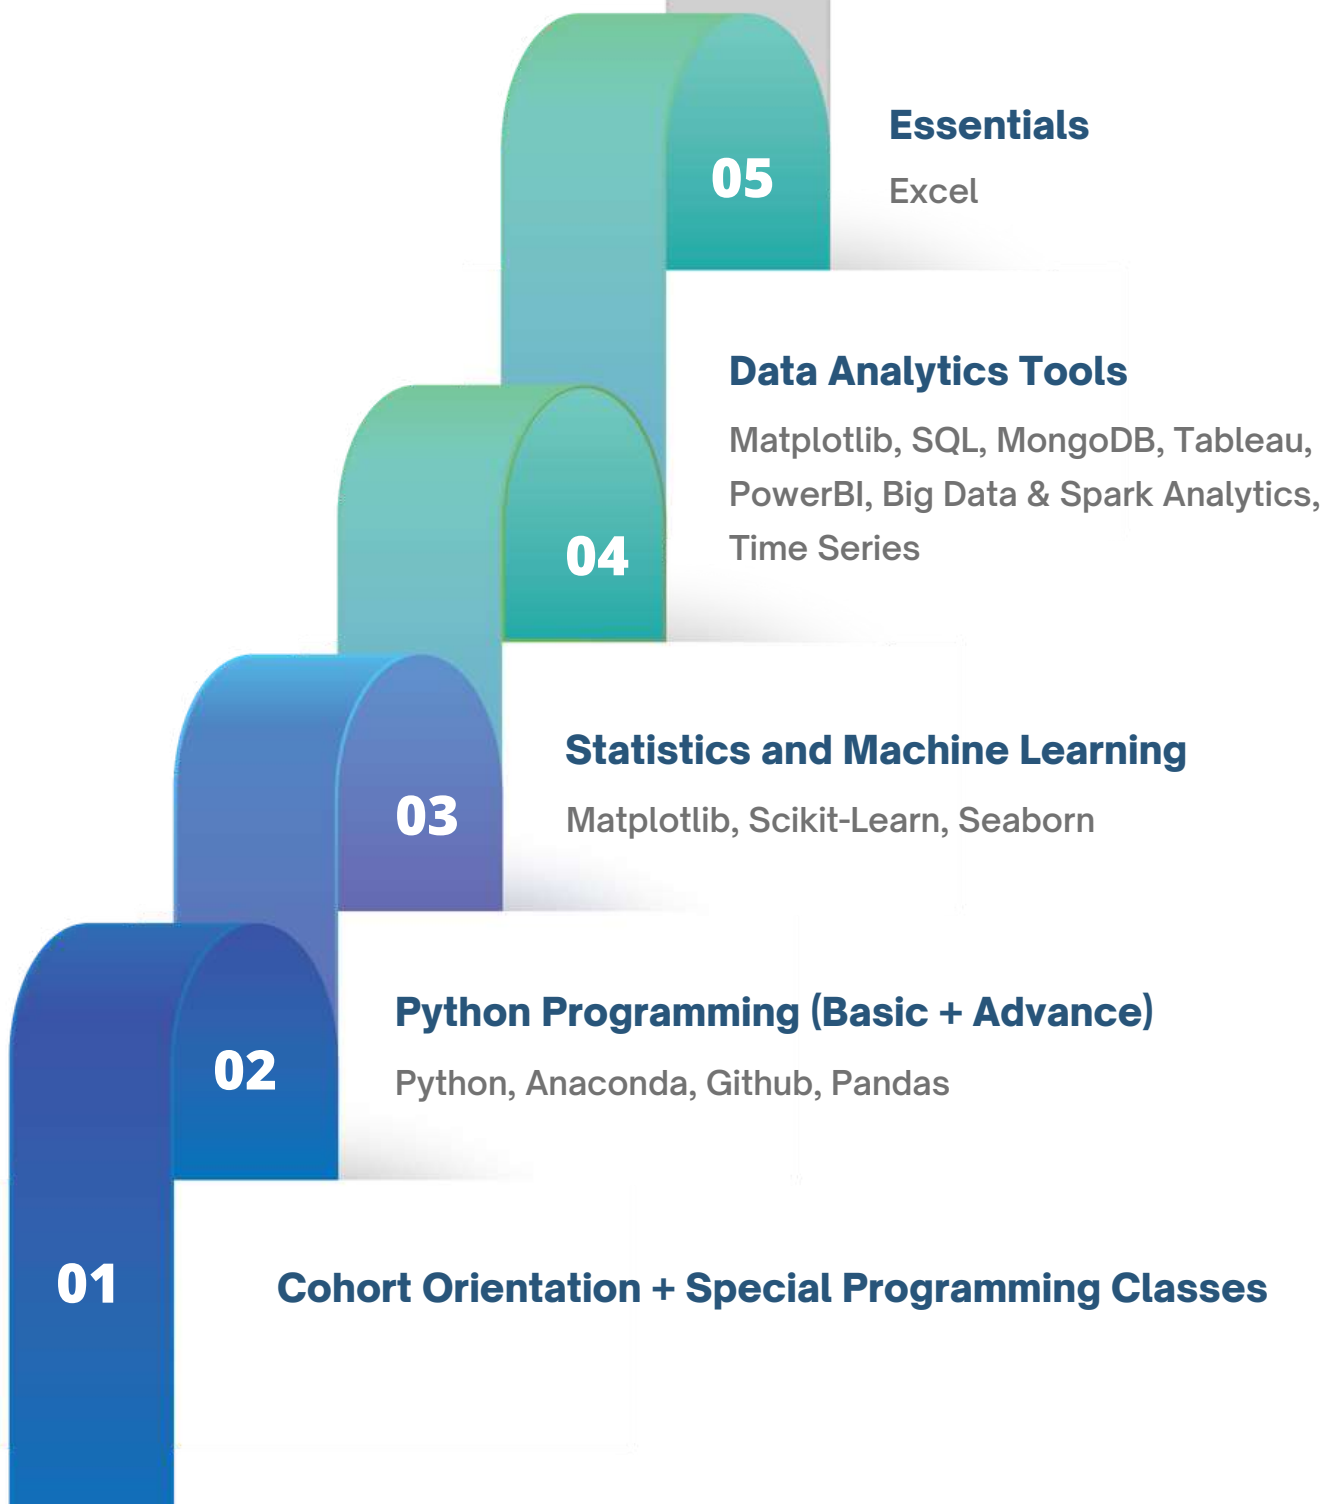 05
Essentials
Excel
04
Data Analytics Tools
Matplotlib, SQL, MongoDB, Tableau,
PowerBI, Big Data & Spark Analytics,
Time Series
03
Statistics and Machine Learning
Matplotlib, Scikit-Learn, Seaborn
02
Python Programming (Basic + Advance)
Python, Anaconda, Github, Pandas
01
Cohort Orientation + Special Programming Classes